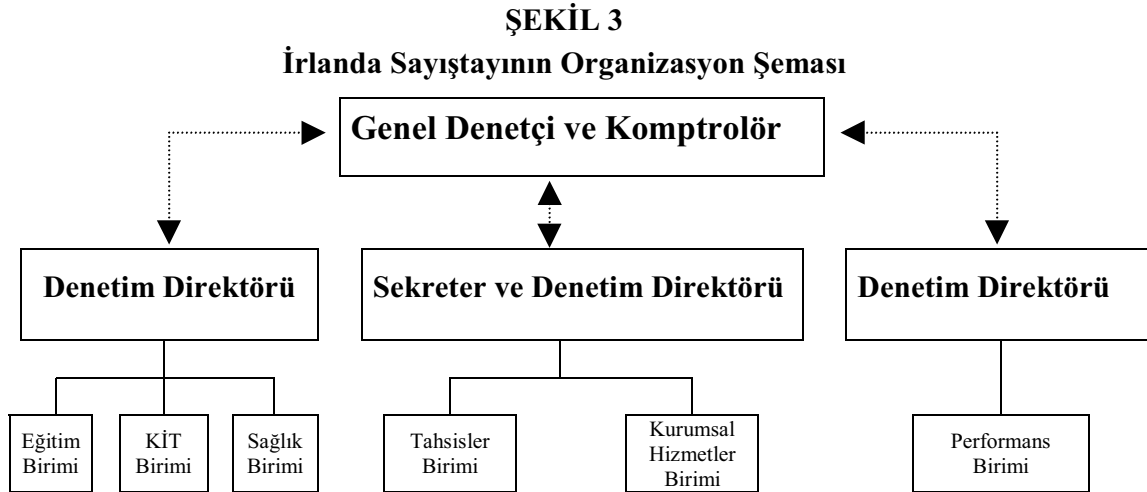 ŞEKİL 3
İrlanda Sayıştayının Organizasyon Şeması
Genel Denetçi ve Komptrolör
Denetim Direktörü
Sekreter ve Denetim Direktörü
Denetim Direktörü
Eğitim
Birimi
KİT
Birimi
Sağlık
Birimi
Tahsisler
Birimi
Kurumsal
Hizmetler
Birimi
Performans
Birimi